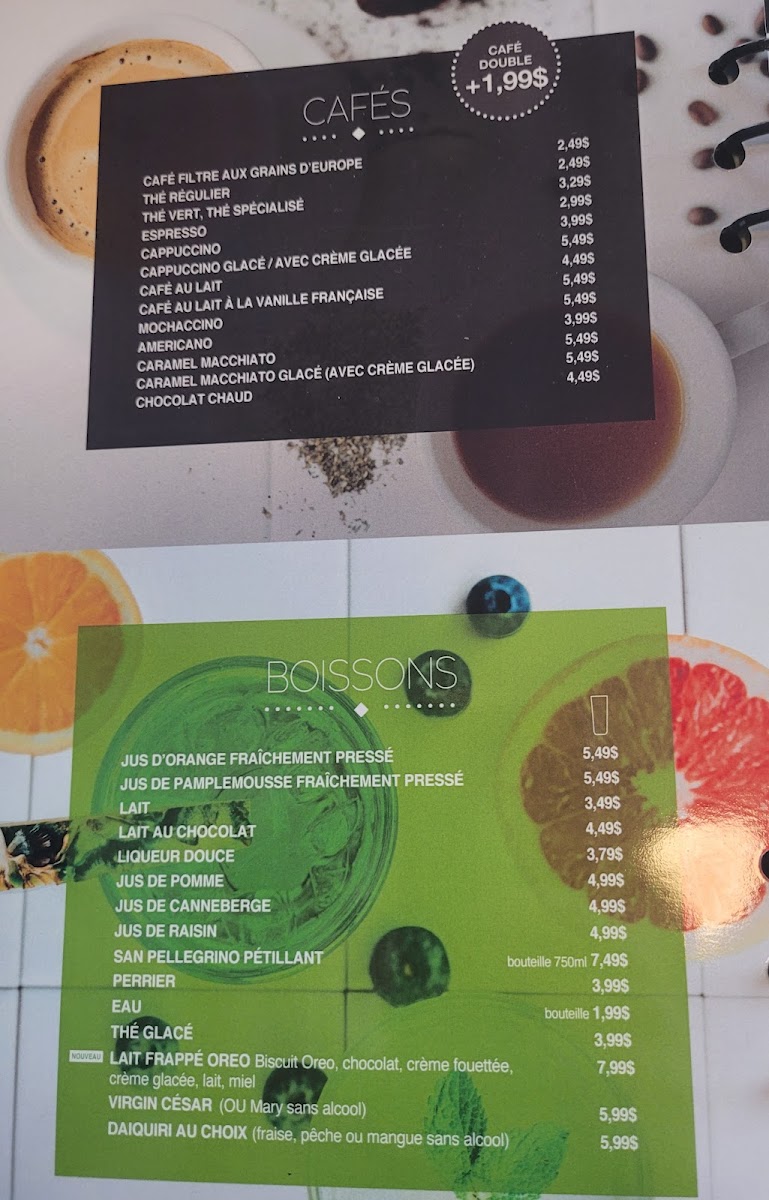 CAFÉS
CAFÉ
DOUBLE
+1,99$
CAFÉ FILTRE AUX GRAINS D'EUROPE 2,49$
THÉ RÉGULIER 2,49$
THÉ VERT, THÉ SPÉCIALISÉ 3,29$
ESPRESSO 2,99$
CAPPUCCINO 3,99$
CAPPUCCINO GLACÉ / AVEC CRÈME GLACÉE 5,49$
CAFÉ AU LAIT 4,49$
CAFÉ AU LAIT À LA VANILLE FRANÇAISE 5,49$
MOCHACCINO 5,49$
AMERICANO 3,99$
CARAMEL MACCHIATO 5,49$
CARAMEL MACCHIATO GLACÉ (AVEC CRÈME GLACÉE) 5,49$
CHOCOLAT CHAUD 4,49$
BOISSONS
JUS D'ORANGE FRAÎCHEMENT PRESSÉ 5,49$
JUS DE PAMPLEMOUSSE FRAÎCHEMENT PRESSÉ 5,49$
LAIT 3,49$
LAIT AU CHOCOLAT 4,49$
LIQUEUR DOUCE 3,79$
JUS DE POMME 4,99$
JUS DE CANNEBERGE 4,99$
JUS DE RAISIN 4,99$
SAN PELLEGRINO PÉTILLANT bouteille 750ml 7,49$
PERRIER 3,99$
EAU bouteille 1,99$
THÉ GLACÉ 3,99$
NOUVEAU LAIT FRAPPÉ OREO Biscuit Oreo, chocolat, crème fouettée, 7,99$
crème glacée, lait, miel
VIRGIN CÉSAR (OU Mary sans alcool) 5,99$
DAIQUIRI AU CHOIX (fraise, pêche ou mangue sans alcool) 5,99$